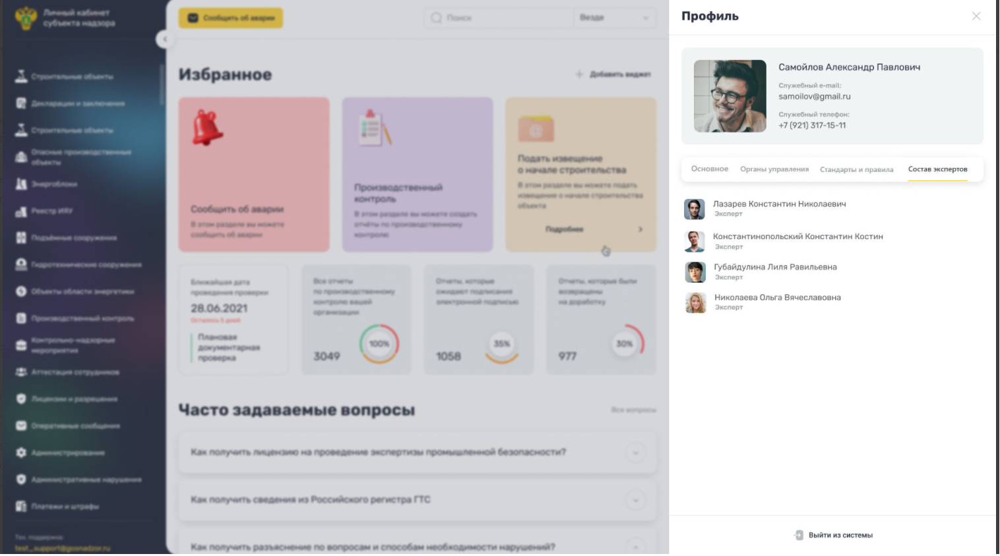 Личный кабинет
субъекта надзора
Строительные объекты
Декларации и заключения
Строительные объекты
Опасные производственные
объекты
Энергоблоки
Реестр ИЯУ
Подъёмные сооружения
Гидротехнические сооружения
Объекты области энергетики
Производственный контроль
Контрольно-надзорные
мероприятия
Аттестация сотрудников
Лицензии и разрешения
Оперативные сообщения
Администрирование
Административные нарушения
Платежи и штрафы
Тех. поддержка
test_support@gosnadzor.ru
Сообщить об аварии
Поиск
Везде
Избранное
Добавить виджет
Сообщить об аварии
В этом разделе вы можете
сообщить об аварии
Производственный
контроль
В этом разделе вы можете создать
отчёты по производственному
контролю
Подать извещение
о начале строительства
В этом разделе вы можете подать
извещение о начале строительства
объекта
Подробнее
Ближайшая дата
проведения проверки
28.06.2021
Осталось 5 дней
Плановая
документарная
проверка
Все отчеты
по производственному
контролю вашей
организации
3049
100%
Отчеты, которые
ожидают подписания
электронной подписью
1058
35%
Отчеты, которые были
возвращены
на доработку
977
30%
Часто задаваемые вопросы
Все вопросы
Как получить лицензию на проведение экспертизы промышленной безопасности?
Как получить сведения из Российского регистра ГТС
Как получить разъяснение по вопросам и способам необходимости нарушений?
Профиль
Самойлов Александр Павлович
Служебный e-mail:
samoilov@gmail.ru
Служебный телефон:
+7 (921) 317-15-11
Основное
Органы управления
Стандарты и правила
Состав экспертов
Лазарев Константин Николаевич
Эксперт
Константинопольский Константин Костин
Эксперт
Губайдулина Лиля Равильевна
Эксперт
Николаева Ольга Вячеславовна
Эксперт
Выйти из системы